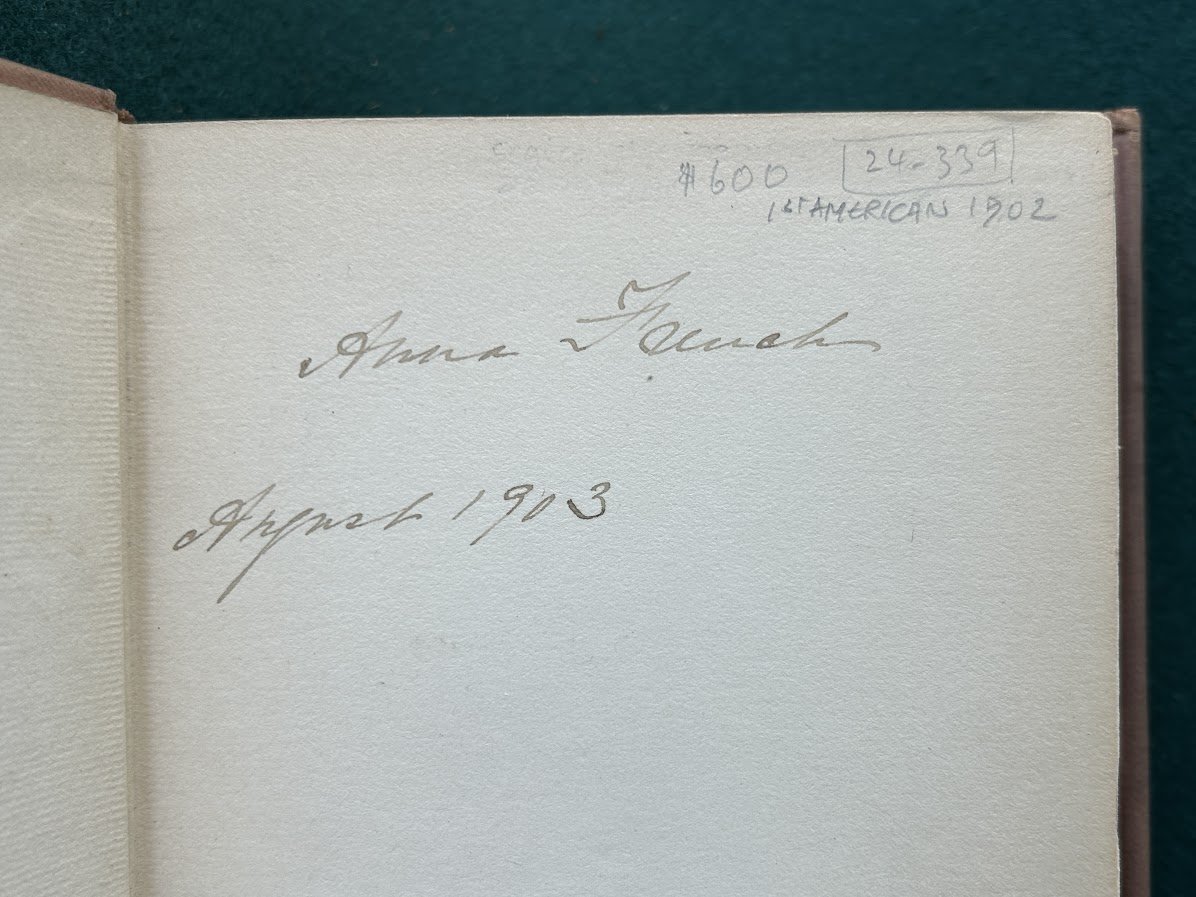 $600 24-339
1ST AMERICAN 1902
Anna French
August 1903